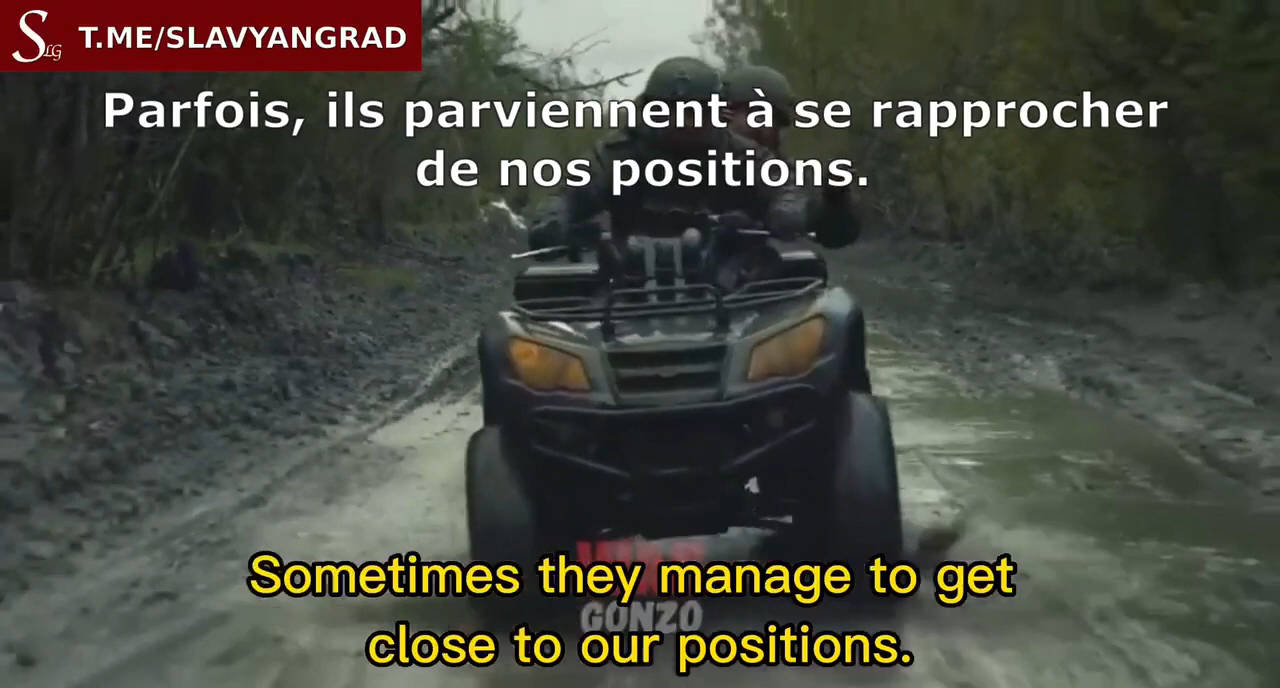 SLG T.ME/SLAVYANGRAD
Parfois, ils parviennent à se rapprocher
de nos positions.
Sometimes they manage to get
GONZO
close to our positions.